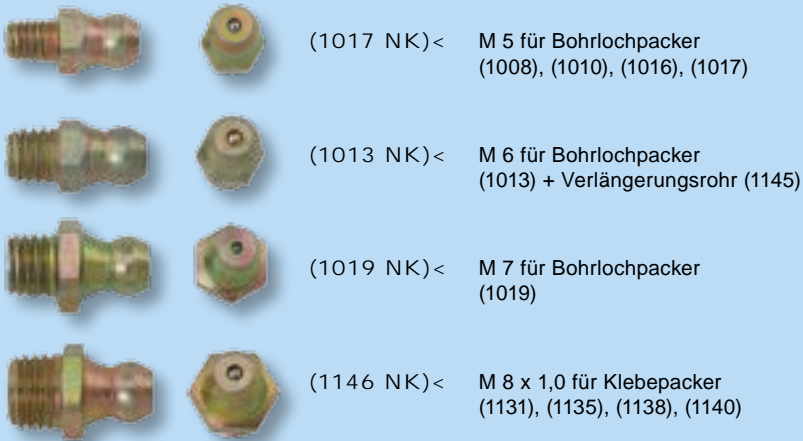 (1017 NK)< M 5 für Bohrlochpacker
(1008), (1010), (1016), (1017)
(1013 NK)< M 6 für Bohrlochpacker
(1013) + Verlängerungsrohr (1145)
(1019 NK)< M 7 für Bohrlochpacker
(1019)
(1146 NK)< M 8 x 1,0 für Klebepacker
(1131), (1135), (1138), (1140)